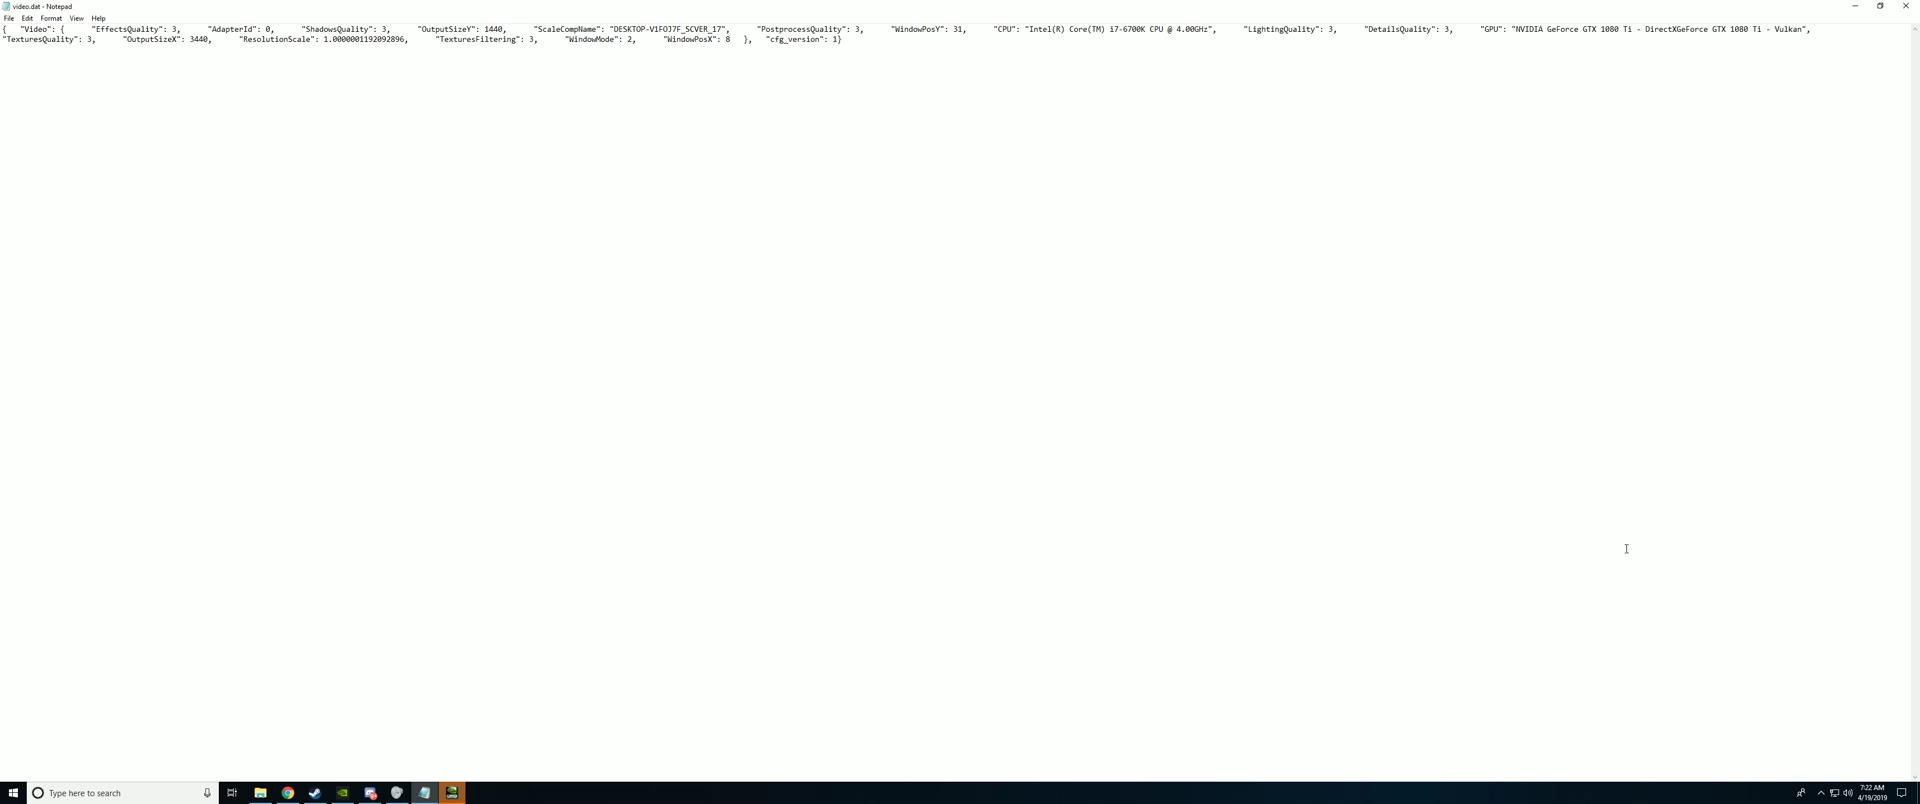 video.dat - Notepad
File Edit Format View Help
{ "Video": { "EffectsQuality": 3, "AdapterId": 0, "ShadowsQuality": 3, "OutputSizeY": 1440, "ScaleCompName": "DESKTOP-V1FOJ7F_SCVER_17", "PostprocessQuality": 3, "WindowPosY": 31, "CPU": "Intel(R) Core(TM) i7-6700K CPU @ 4.00GHz", "LightingQuality": 3, "DetailsQuality": 3, "GPU": "NVIDIA GeForce GTX 1080 Ti - DirectXGeForce GTX 1080 Ti - Vulkan",
"TexturesQuality": 3, "OutputSizeX": 3440, "ResolutionScale": 1.0000001192092896, "TexturesFiltering": 3, "WindowMode": 2, "WindowPosX": 8 }, "cfg_version": 1}
Type here to search
7:22 AM
4/19/2019